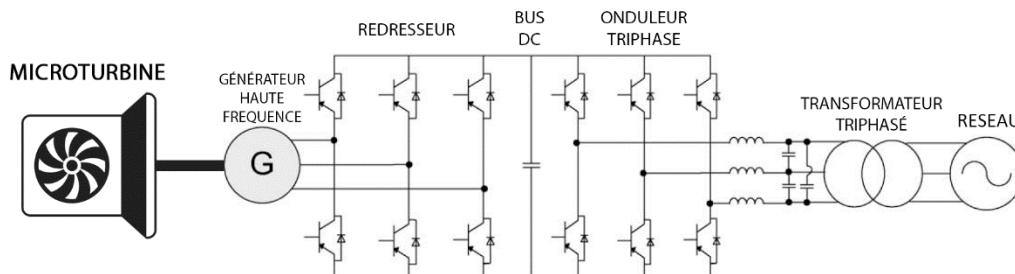 MICROTURBINE
GÉNÉRATEUR
HAUTE
FREQUENCE
G
REDRESSEUR
BUS
DC
ONDULEUR
TRIPHASE
TRANSFORMATEUR
TRIPHASÉ
RESEAU